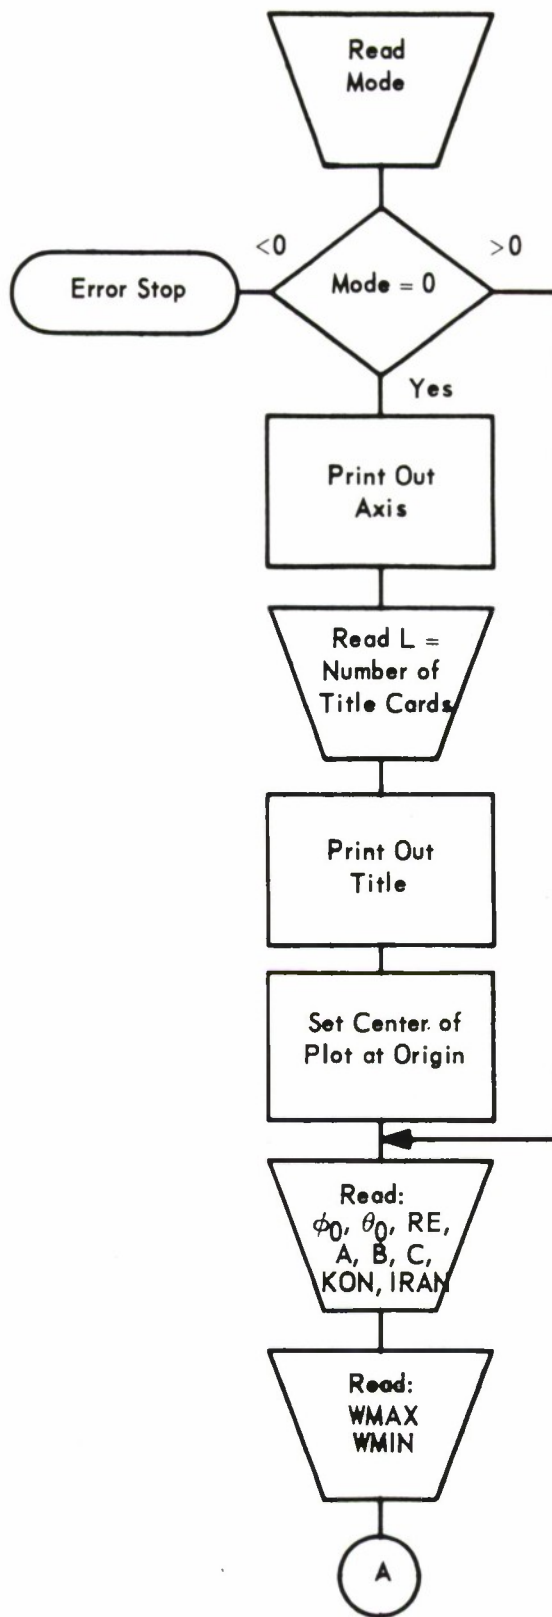 Read
Mode
<0
>0
Error Stop
Mode = 0
Yes
Print Out
Axis
Read L =
Number of
Title Cards
Print Out
Title
Set Center of
Plot at Origin
Read:
ϕ0, θ0, RE,
A, B, C,
KON, IRAN
Read:
WMAX
WMIN
A